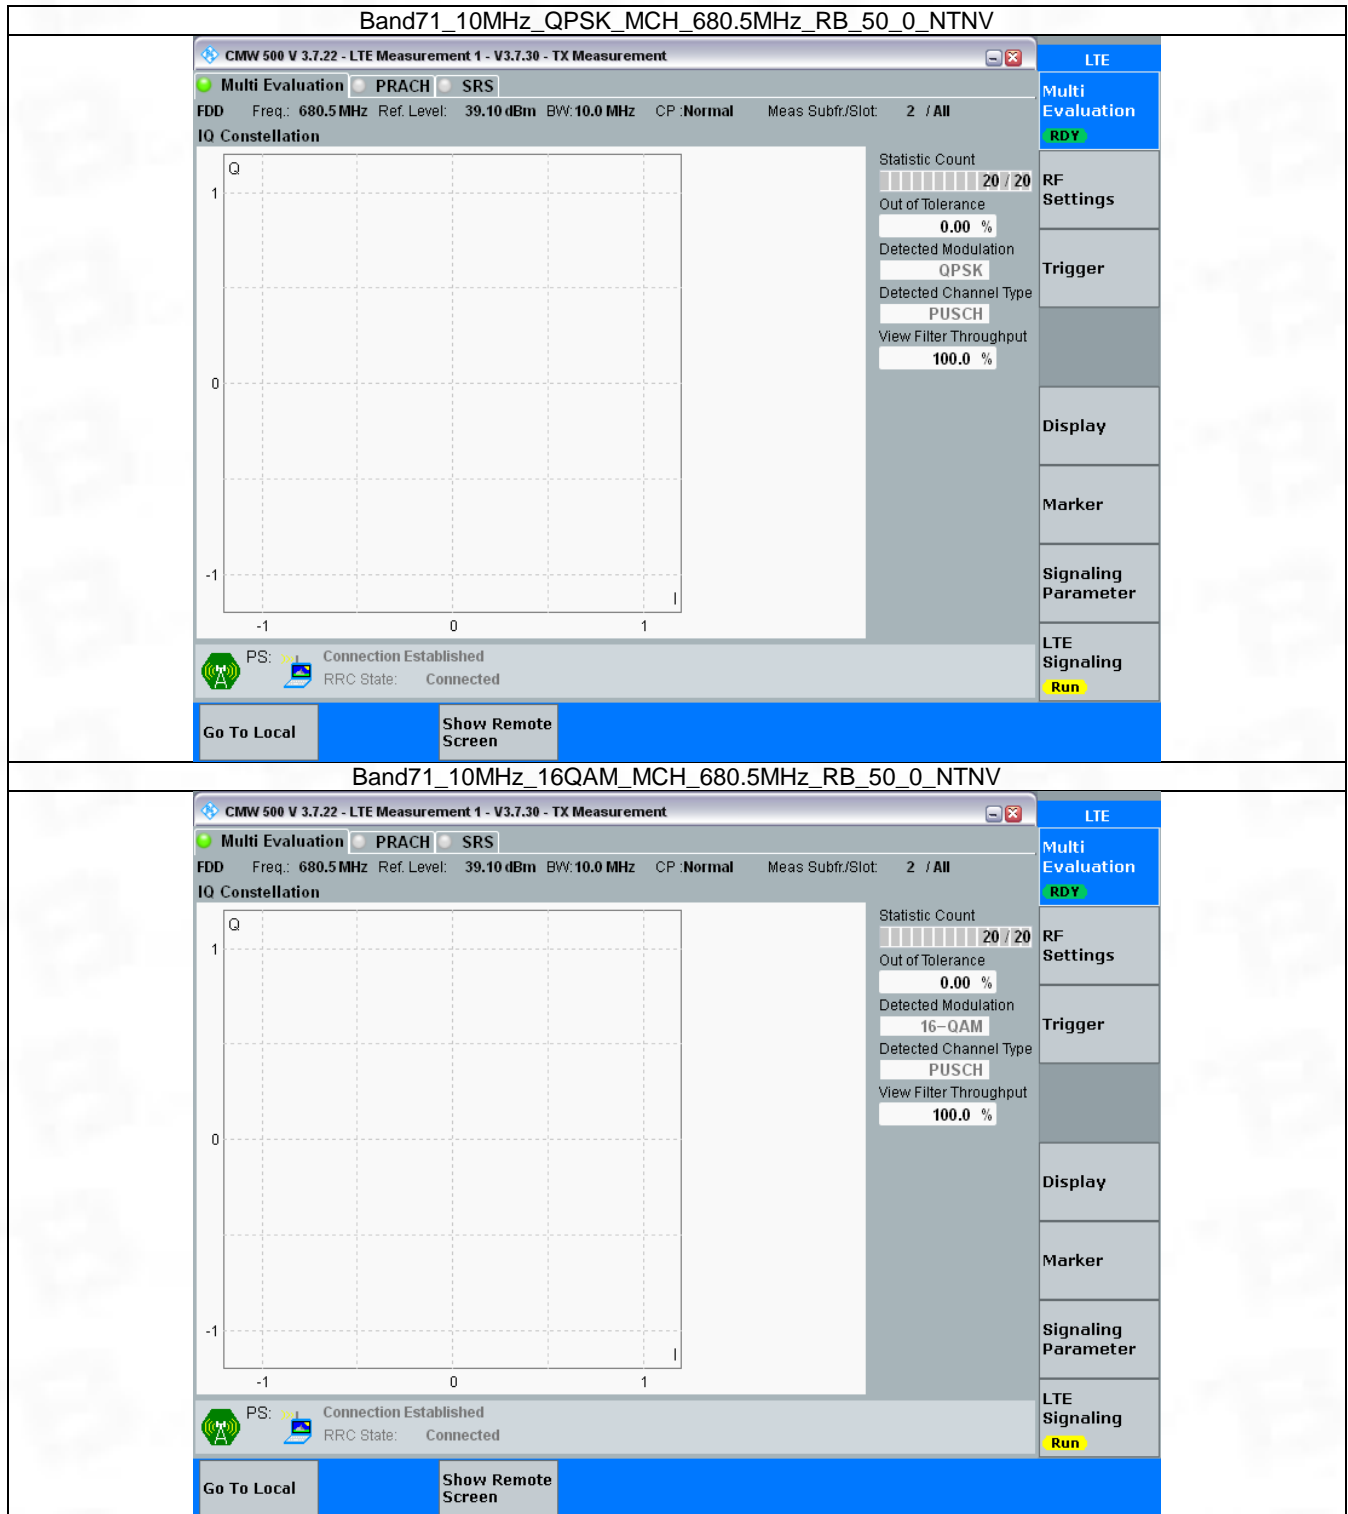 Band71_10MHz_QPSK_MCH_680.5MHz_RB_50_0_NTNV
CMW 500 V 3.7.22 - LTE Measurement 1 - V3.7.30 - TX Measurement
LTE
Multi Evaluation PRACH SRS
Multi
Evaluation
RDY
FDD Freq.: 680.5 MHz Ref. Level: 39.10 dBm BW: 10.0 MHz CP :Normal Meas Subfr./Slot: 2 / All
IQ Constellation
Q
1
0
-1
I
-1 0 1
Statistic Count
20 / 20
Out of Tolerance
0.00 %
Detected Modulation
QPSK
Detected Channel Type
PUSCH
View Filter Throughput
100.0 %
RF
Settings
Trigger
Display
Marker
Signaling
Parameter
LTE
Signaling
Run
PS: Connection Established
RRC State: Connected
Go To Local
Show Remote
Screen
Band71_10MHz_16QAM_MCH_680.5MHz_RB_50_0_NTNV
CMW 500 V 3.7.22 - LTE Measurement 1 - V3.7.30 - TX Measurement
LTE
Multi Evaluation PRACH SRS
Multi
Evaluation
RDY
FDD Freq.: 680.5 MHz Ref. Level: 39.10 dBm BW: 10.0 MHz CP :Normal Meas Subfr./Slot: 2 / All
IQ Constellation
Q
1
0
-1
I
-1 0 1
Statistic Count
20 / 20
Out of Tolerance
0.00 %
Detected Modulation
16-QAM
Detected Channel Type
PUSCH
View Filter Throughput
100.0 %
RF
Settings
Trigger
Display
Marker
Signaling
Parameter
LTE
Signaling
Run
PS: Connection Established
RRC State: Connected
Go To Local
Show Remote
Screen